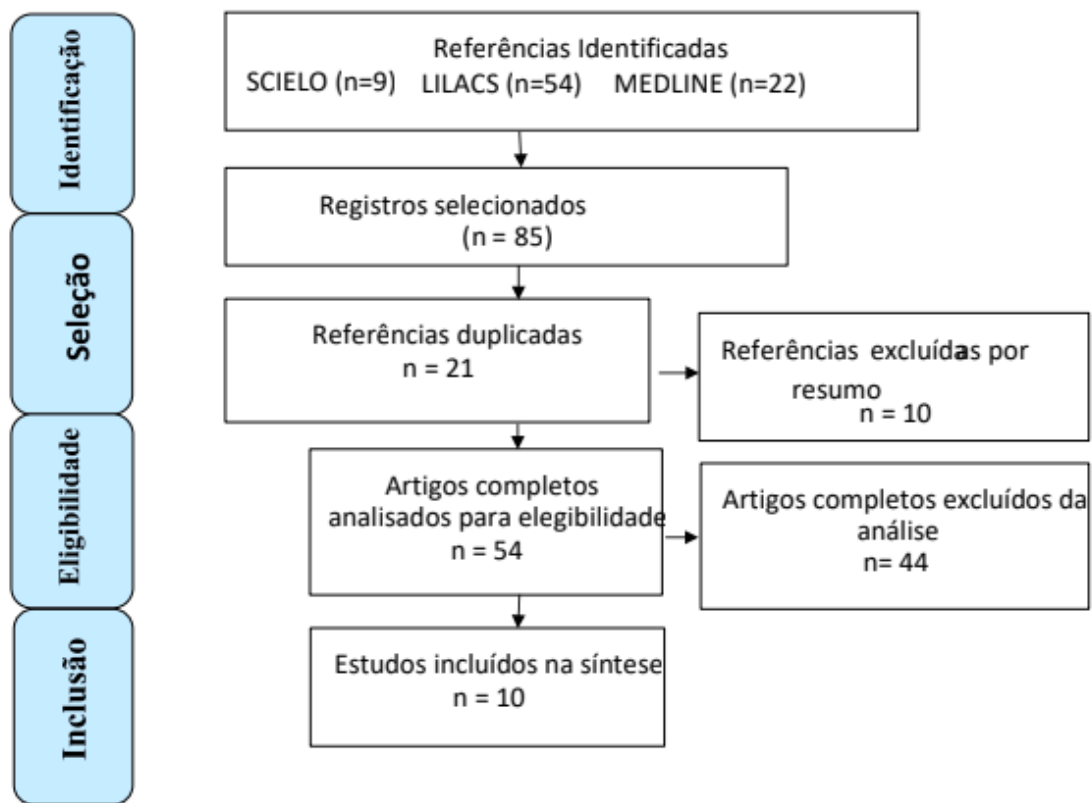 Identificação
Referências Identificadas
SCIELO (n=9) LILACS (n=54) MEDLINE (n=22)
Registros selecionados
(n = 85)
Seleção
Referências duplicadas
n = 21
Referências excluídas por
resumo
n = 10
Eligibilidade
Artigos completos
analisados para elegibilidade
n = 54
Artigos completos excluídos da
análise
n= 44
Inclusão
Estudos incluídos na síntese
n = 10